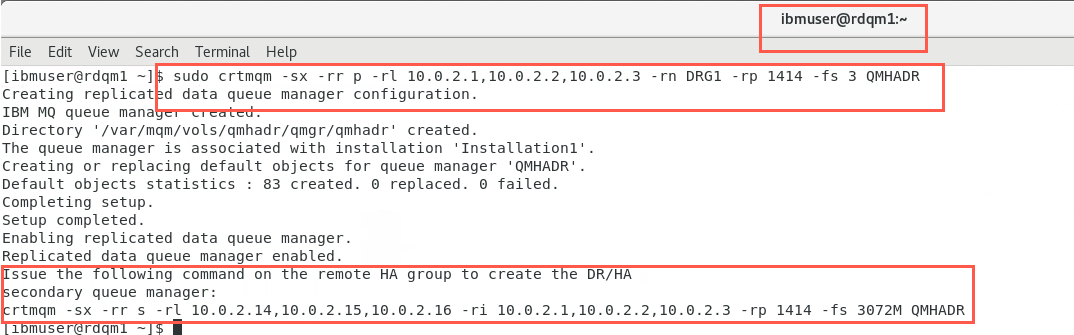 ibmuser@rdqm1:~
File Edit View Search Terminal Help
[ibmuser@rdqm1 ~]$ sudo crtmqm -sx -rr p -rl 10.0.2.1,10.0.2.2,10.0.2.3 -rn DRG1 -rp 1414 -fs 3 QMHADR
Creating replicated data queue manager configuration.
IBM MQ queue manager created.
Directory '/var/mqm/vols/qmhadr/qmgr/qmhadr' created.
The queue manager is associated with installation 'Installation1'.
Creating or replacing default objects for queue manager 'QMHADR'.
Default objects statistics : 83 created. 0 replaced. 0 failed.
Completing setup.
Setup completed.
Enabling replicated data queue manager.
Replicated data queue manager enabled.
Issue the following command on the remote HA group to create the DR/HA
secondary queue manager:
crtmqm -sx -rr s -rl 10.0.2.14,10.0.2.15,10.0.2.16 -ri 10.0.2.1,10.0.2.2,10.0.2.3 -rp 1414 -fs 3072M QMHADR
[ibmuser@rdqm1 ~]$